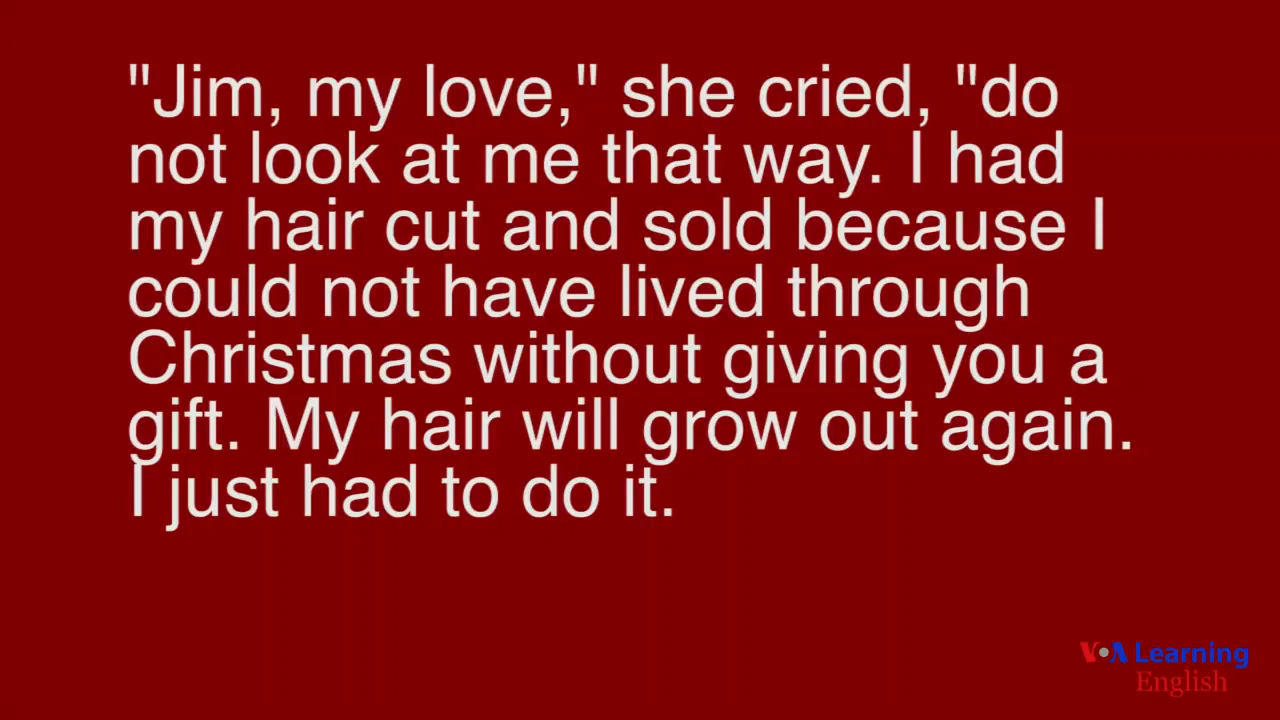 "Jim, my love," she cried, "do
not look at me that way. I had
my hair cut and sold because I
could not have lived through
Christmas without giving you a
gift. My hair will grow out again.
I just had to do it.
VOA Learning
English